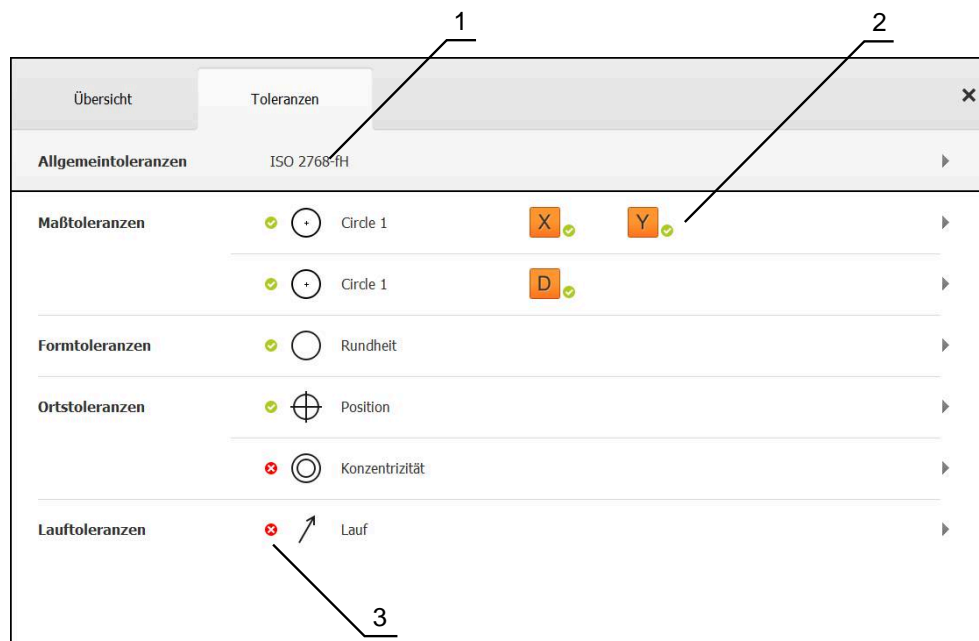 1
2
Übersicht
Toleranzen
Allgemeintoleranzen ISO 2768-fH
Maßtoleranzen Circle 1 X Y
Circle 1 D
Formtoleranzen Rundheit
Ortstoleranzen Position
Konzentrizität
Lauftoleranzen Lauf
3